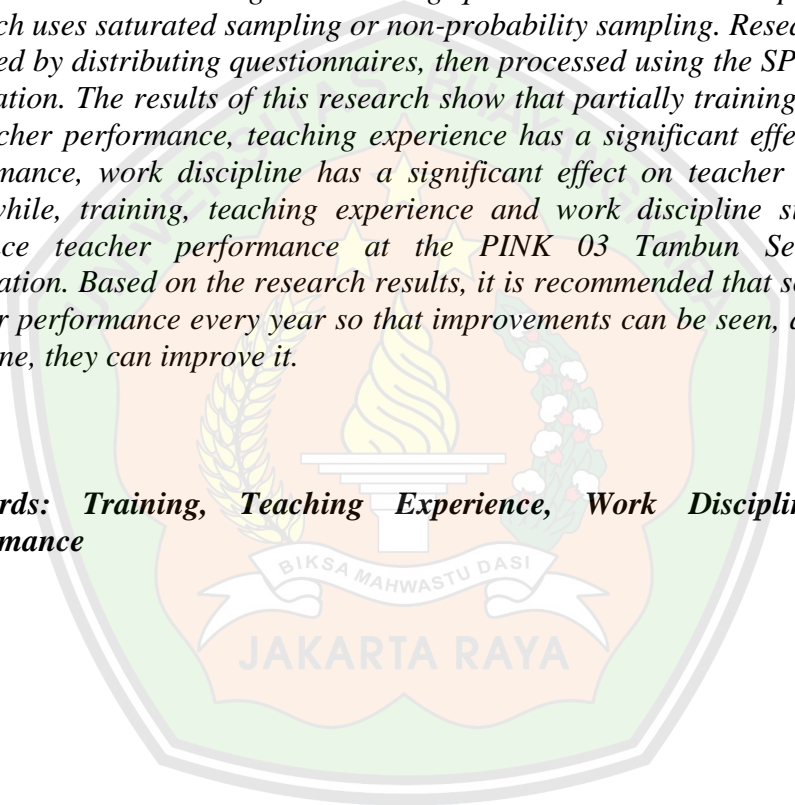 ch uses saturated sampling or non-probability sampling. Resea
ed by distributing questionnaires, then processed using the SP
ation. The results of this research show that partially training
cher performance, teaching experience has a significant effe
mance, work discipline has a significant effect on teacher
while, training, teaching experience and work discipline si
ce teacher performance at the PINK 03 Tambun Se
ation. Based on the research results, it is recommended that s
r performance every year so that improvements can be seen,
ne, they can improve it.
rds: Training, Teaching Experience, Work Disciplin
mance
UNIVERSITAS BHAYANGKARA
BIKSA MAHWASTU DASI
JAKARTA RAYA